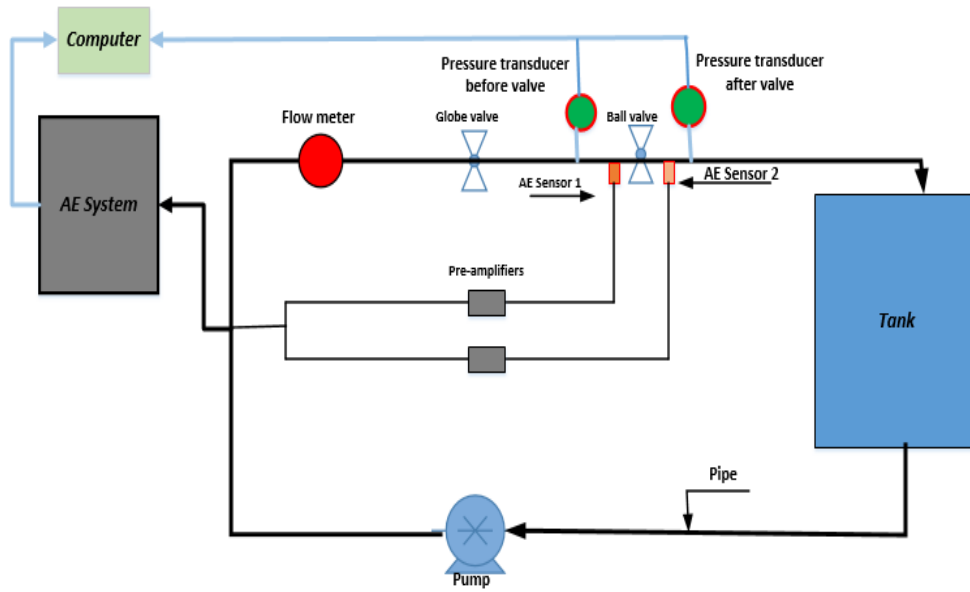 Computer
Pressure transducer
before valve
Pressure transducer
after valve
Flow meter
Globe valve
Ball valve
AE Sensor 1
AE Sensor 2
AE System
Pre-amplifiers
Tank
Pipe
Pump